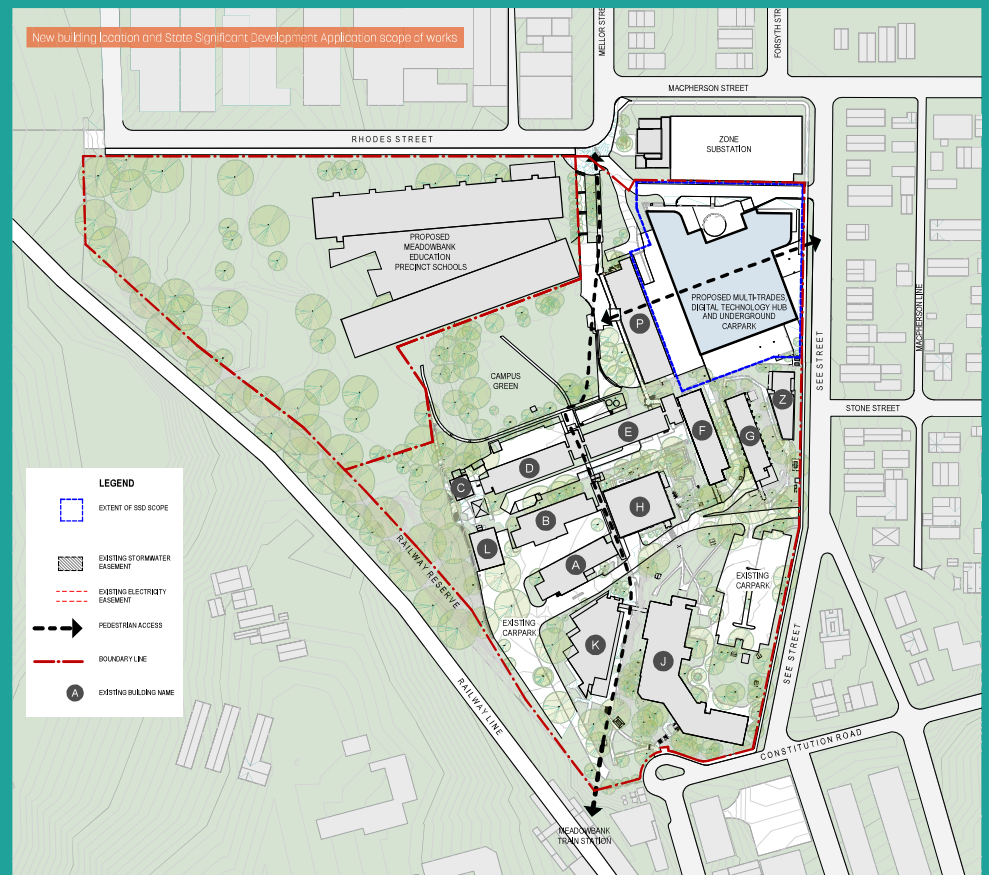 New building location and State Significant Development Application scope of works
MELLOR STRE
FORSYTH STR
MACPHERSON STREET
RHODES STREET
ZONE
SUBSTATION
PROPOSED
MEADOWBANK
EDUCATION
PRECINCT SCHOOLS
PROPOSED MULTI-TRADES,
DIGITAL TECHNOLOGY HUB
AND UNDERGROUND
CARPARK
MACPHERSON LINE
SEE STREET
P
CAMPUS
GREEN
Z
STONE STREET
E
F
G
D
C
H
B
L
A
RAILWAY RESERVE
EXISTING
CARPARK
EXISTING
CARPARK
K
J
SEE STREET
RAILWAY LINE
CONSTITUTION ROAD
MEADOWBANK
TRAIN STATION
LEGEND
EXTENT OF SSD SCOPE
EXISTING STORMWATER
EASEMENT
EXISTING ELECTRICITY
EASEMENT
PEDESTRIAN ACCESS
BOUNDARY LINE
A
EXISTING BUILDING NAME